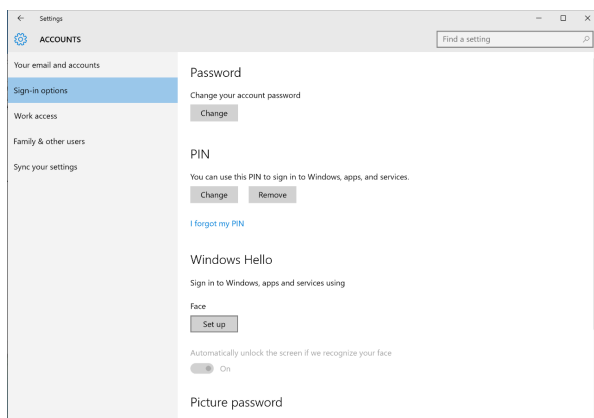 Settings
ACCOUNTS
Find a setting
Your email and accounts
Sign-in options
Work access
Family & other users
Sync your settings
Password
Change your account password
Change
PIN
You can use this PIN to sign in to Windows, apps, and services.
Change Remove
I forgot my PIN
Windows Hello
Sign in to Windows, apps and services using
Face
Set up
Automatically unlock the screen if we recognize your face
On
Picture password